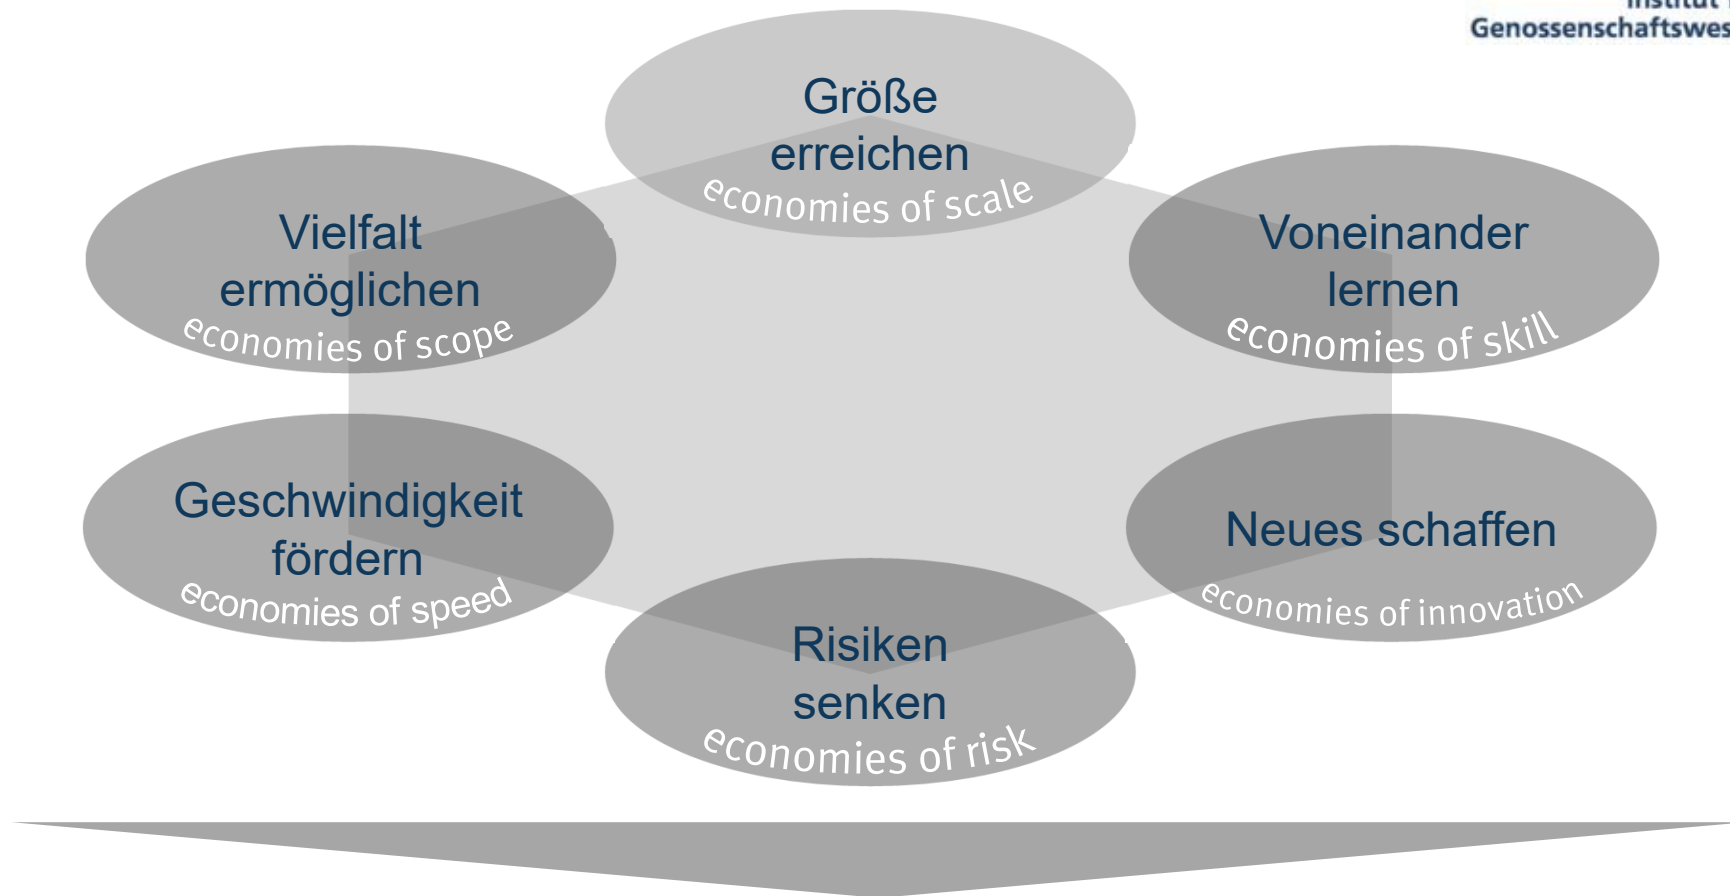 Institut
Genossenschaftswes
Größe
erreichen
economies of scale
Vielfalt
ermöglichen
economies of scope
Voneinander
lernen
economies of skill
Geschwindigkeit
fördern
economies of speed
Neues schaffen
economies of innovation
Risiken
senken
economies of risk